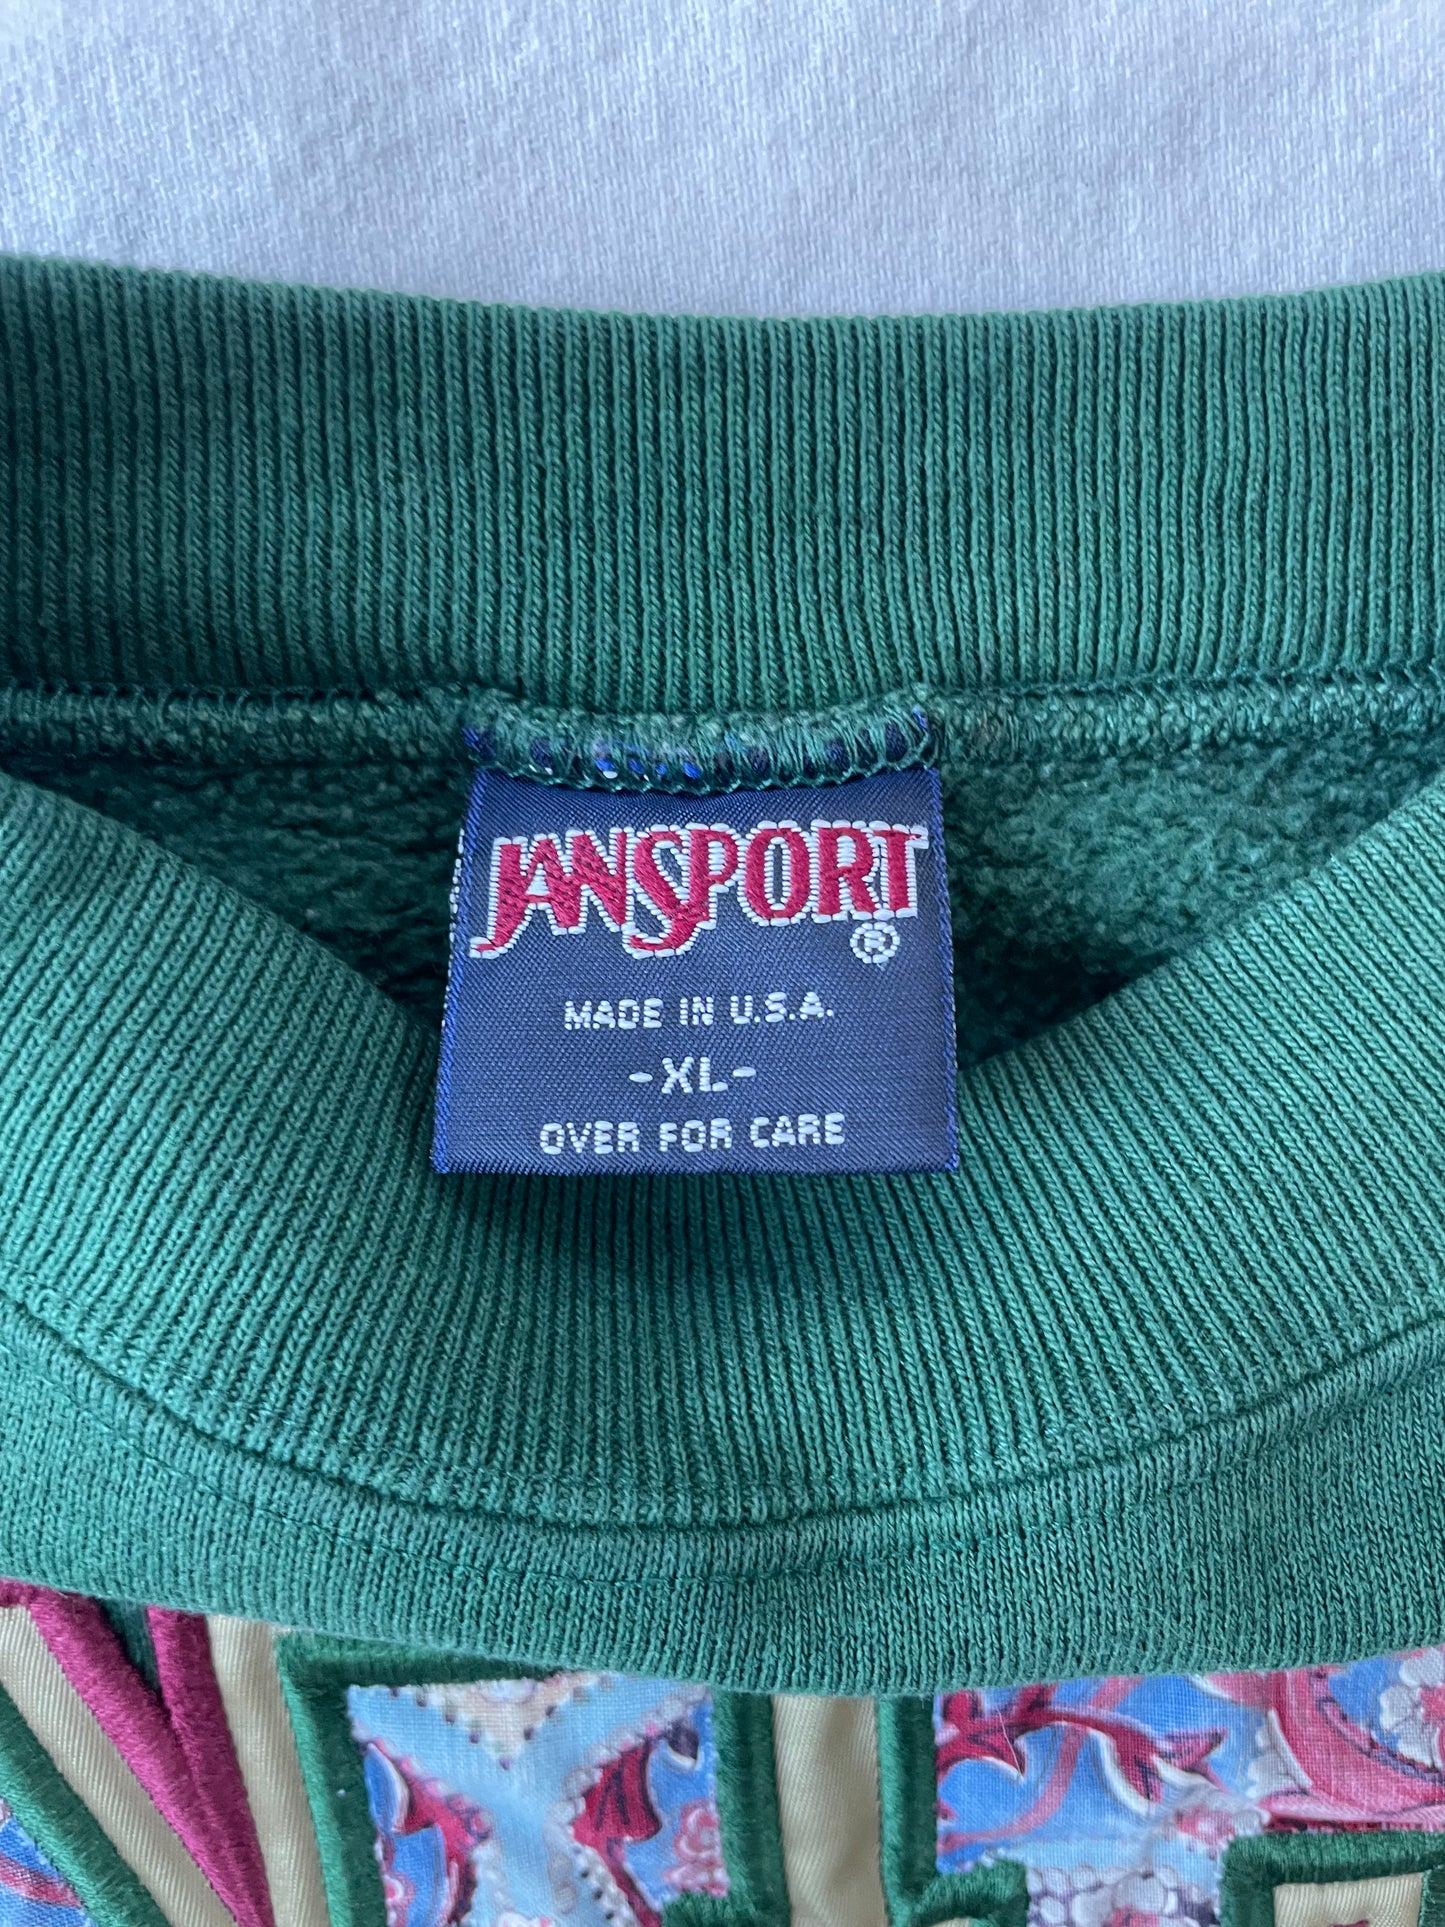 JANSPORT ®
MADE IN U.S.A.
-XL-
OVER FOR CARE